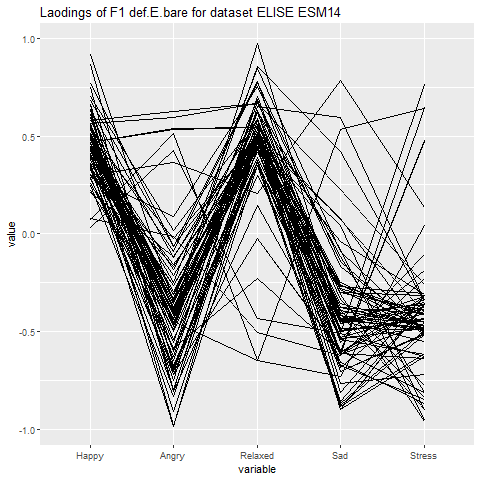 Laodings of F1 def.E.bare for dataset ELISE ESM14
1.0
0.5
0.0
-0.5
-1.0
value
Happy Angry Relaxed Sad Stress
variable